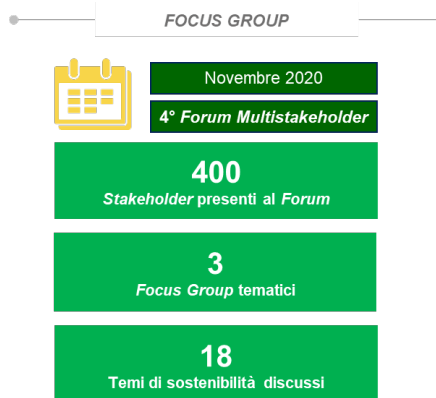 FOCUS GROUP
Novembre 2020
4° Forum Multistakeholder
400
Stakeholder presenti al Forum
3
Focus Group tematici
18
Temi di sostenibilità discussi